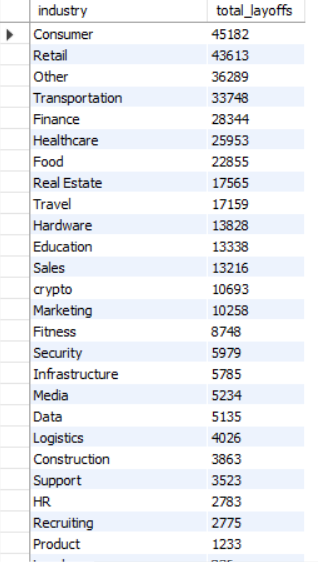 industry total_layoffs
Consumer 45182
Retail 43613
Other 36289
Transportation 33748
Finance 28344
Healthcare 25953
Food 22855
Real Estate 17565
Travel 17159
Hardware 13828
Education 13338
Sales 13216
crypto 10693
Marketing 10258
Fitness 8748
Security 5979
Infrastructure 5785
Media 5234
Data 5135
Logistics 4026
Construction 3863
Support 3523
HR 2783
Recruiting 2775
Product 1233